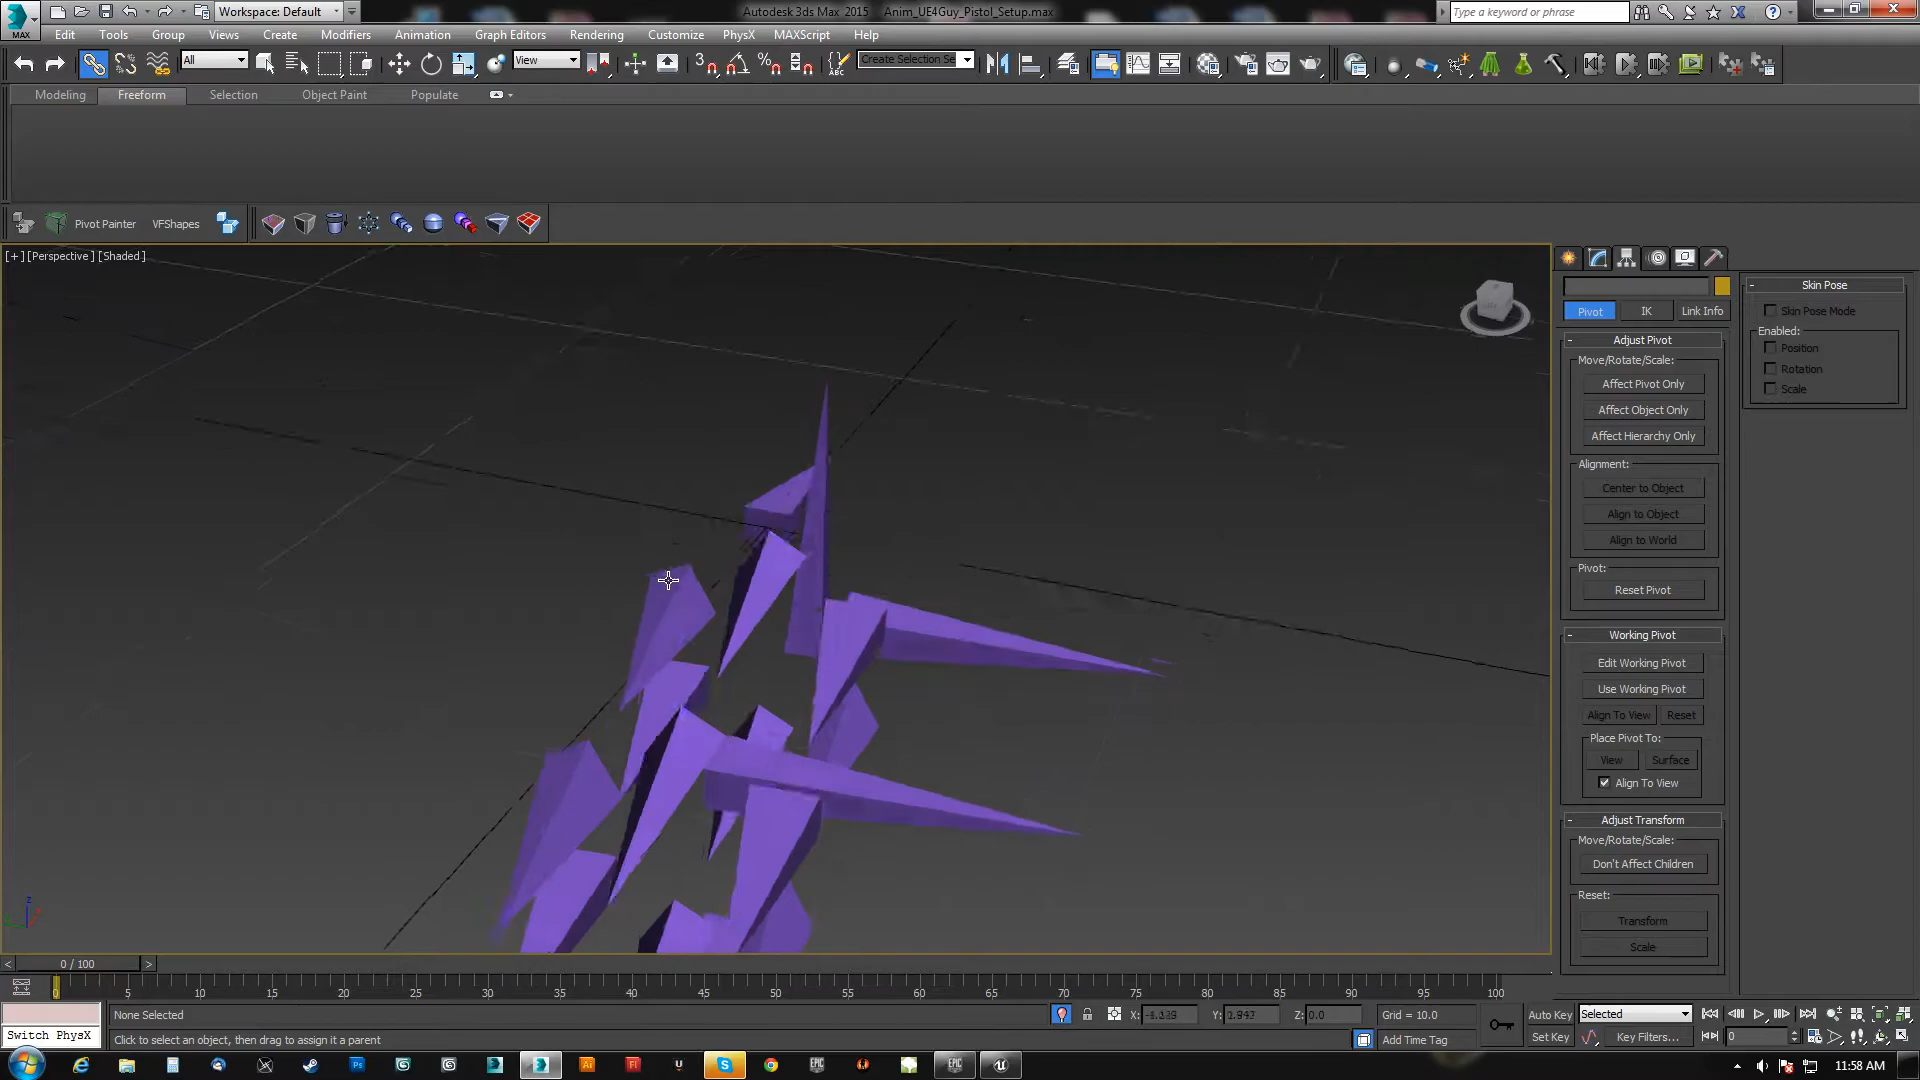 Workspace: Default
Autodesk 3ds Max 2015 Anim_UE4Guy_Pistol_Setup.max
Type a keyword or phrase
MAX
Edit Tools Group Views Create Modifiers Animation Graph Editors Rendering Customize PhysX MAXScript Help
All
View
Create Selection Se
Modeling Freeform Selection Object Paint Populate
Pivot Painter VFShapes
[+] [Perspective] [Shaded]
Pivot IK Link Info
Adjust Pivot
Move/Rotate/Scale:
Affect Pivot Only
Affect Object Only
Affect Hierarchy Only
Alignment:
Center to Object
Align to Object
Align to World
Pivot:
Reset Pivot
Working Pivot
Edit Working Pivot
Use Working Pivot
Align To View Reset
Place Pivot To:
View Surface
Align To View
Adjust Transform
Move/Rotate/Scale:
Don't Affect Children
Reset:
Transform
Scale
Skin Pose
Skin Pose Mode
Enabled:
Position
Rotation
Scale
z
< 0 / 100 >
0 5 10 15 20 25 30 35 40 45 50 55 60 65 70 75 80 85 90 95 100
None Selected
X: Y: Z: 0.0
Grid = 10.0
Auto Key Selected
Switch PhysX
Click to select an object, then drag to assign it a parent
Add Time Tag
Set Key Key Filters... 0
11:58 AM